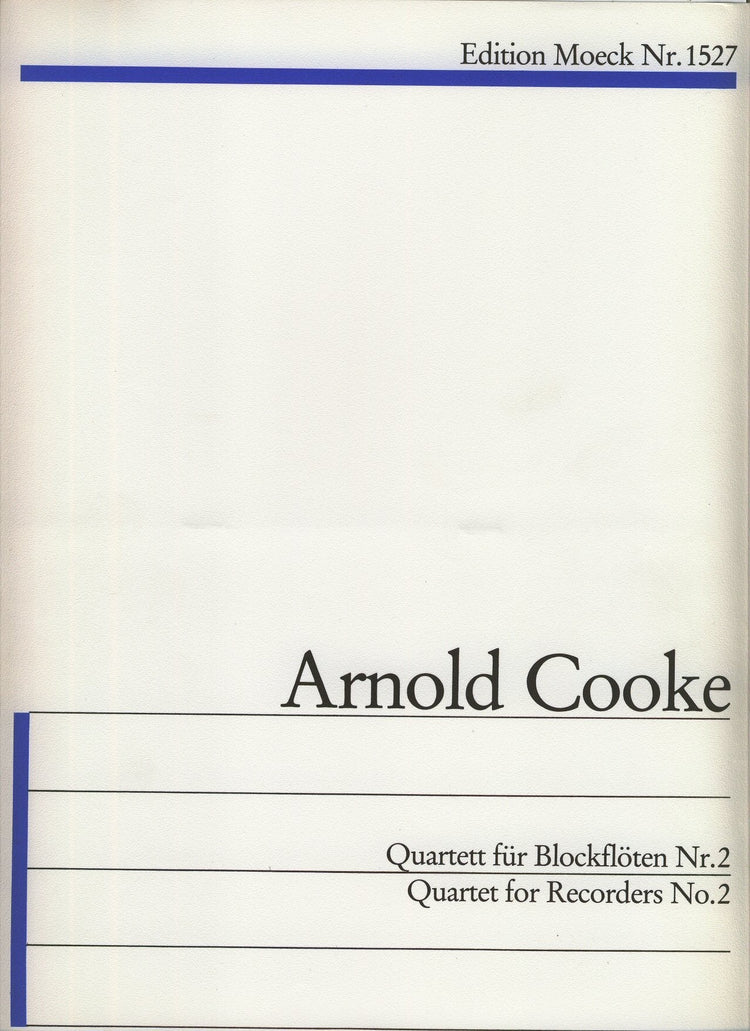 Edition Moeck Nr. 1527
Arnold Cooke
Quartett für Blockflöten Nr. 2
Quartet for Recorders No. 2